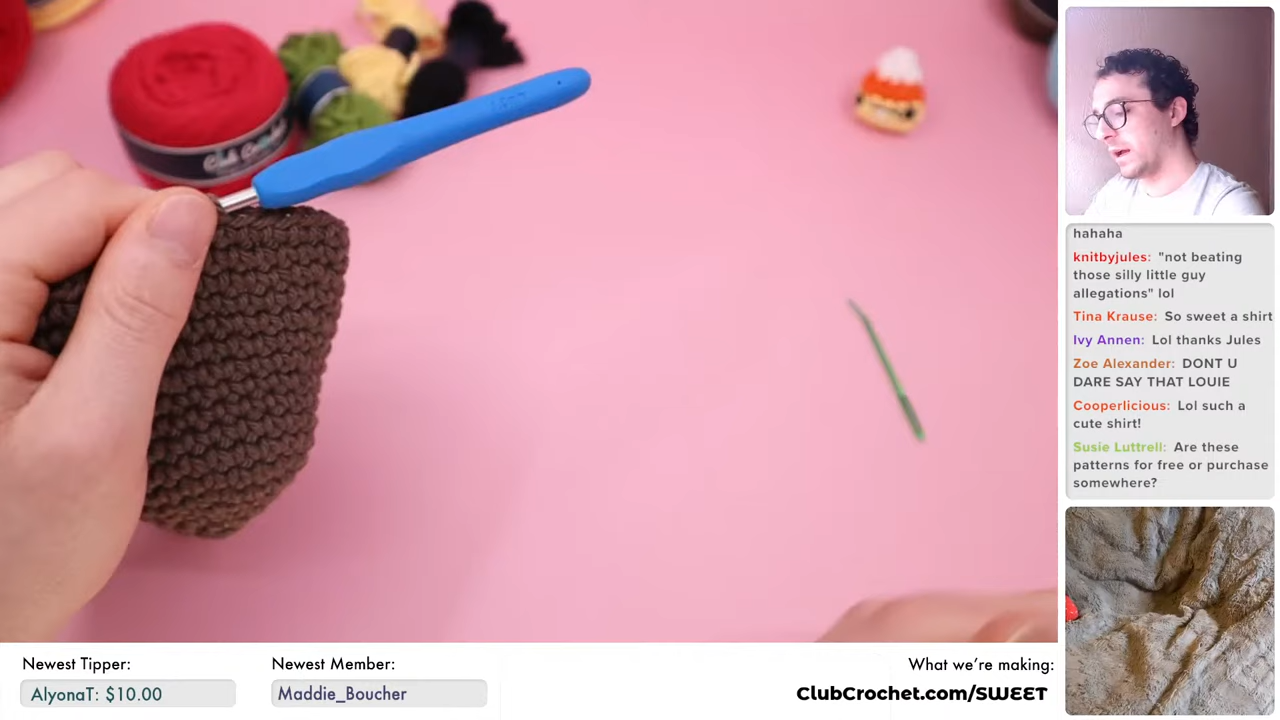 Club Crochet
hahaha
knitbyjules: "not beating
those silly little guy
allegations" lol
Tina Krause: So sweet a shirt
Ivy Annen: Lol thanks Jules
Zoe Alexander: DONT U
DARE SAY THAT LOUIE
Cooperlicious: Lol such a
cute shirt!
Susie Luttrell: Are these
patterns for free or purchase
somewhere?
Newest Tipper:
AlyonaT: $10.00
Newest Member:
Maddie_Boucher
What we're making:
ClubCrochet.com/SWEET